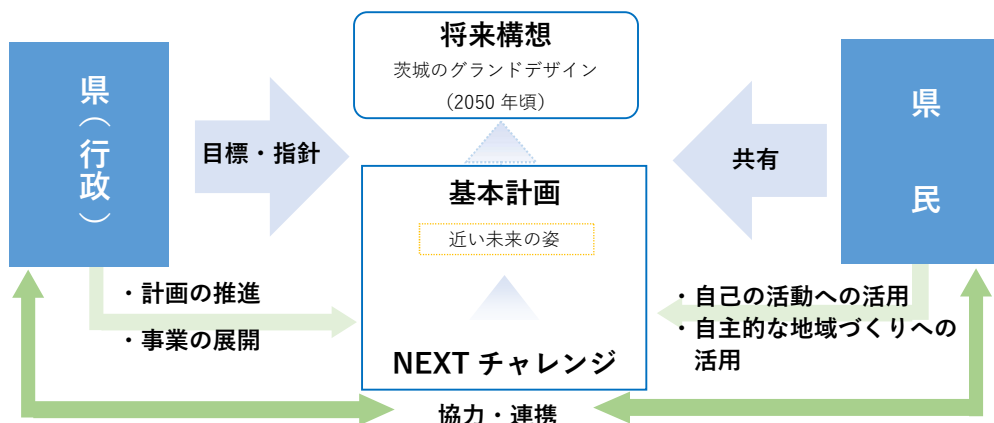 将来構想
茨城のグランドデザイン
（2050 年頃）
県（行政）
目標・指針
共有
県民
基本計画
近い未来の姿
・計画の推進
・事業の展開
・自己の活動への活用
・自主的な地域づくりへの
活用
NEXT チャレンジ
協力・連携